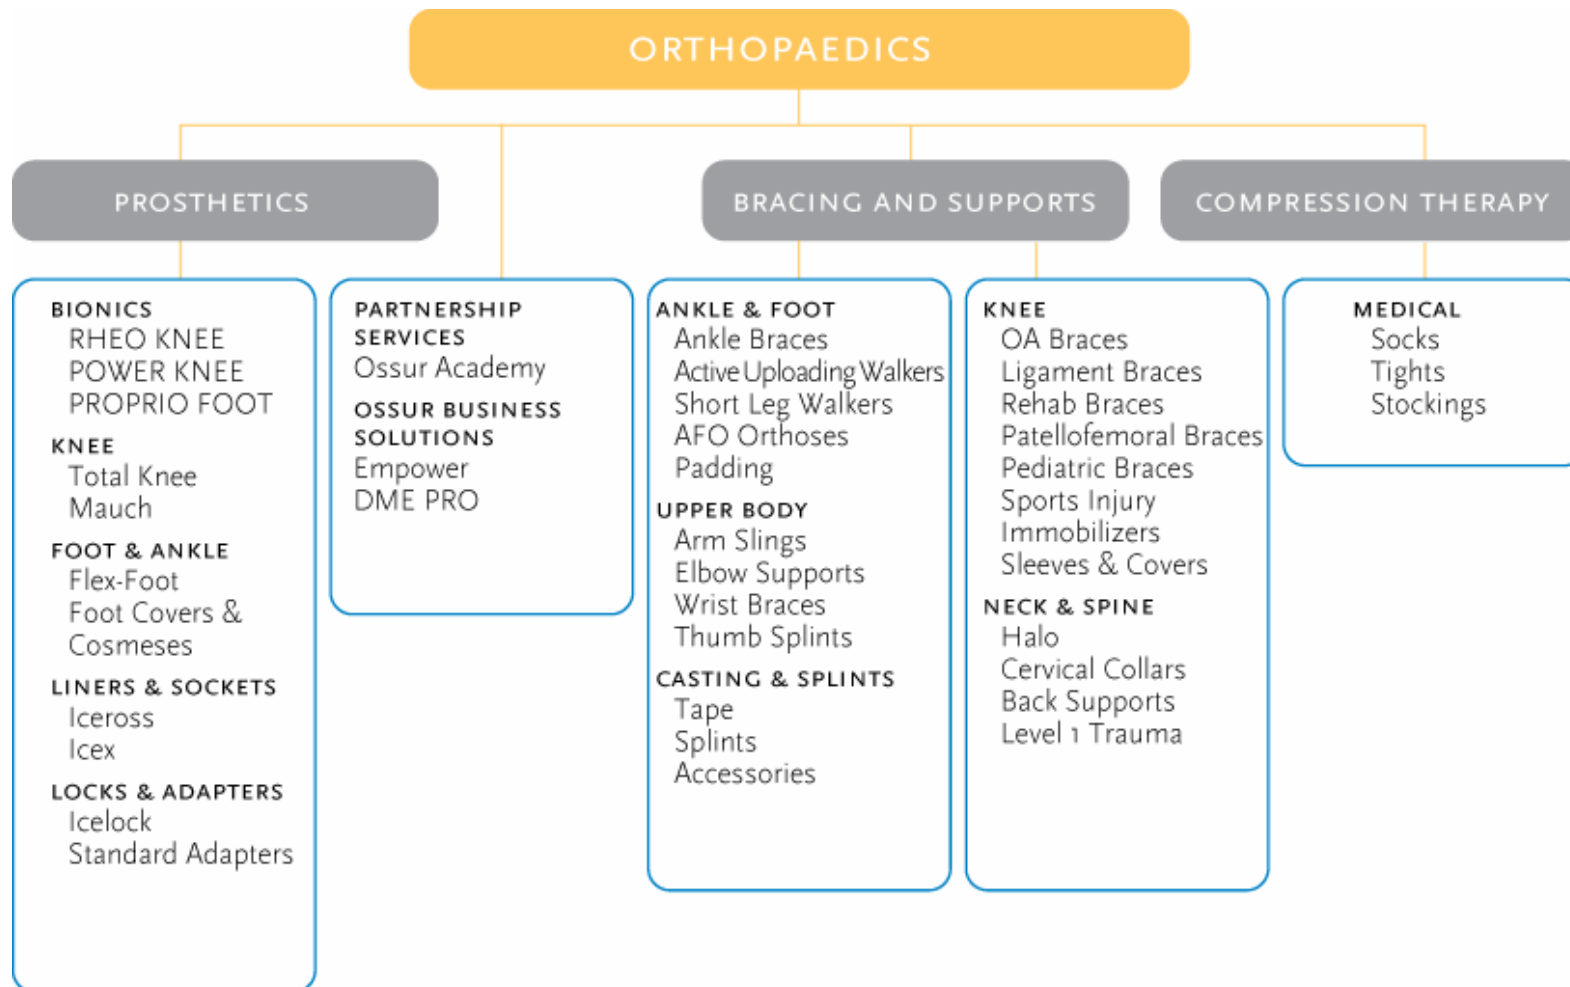 ORTHOPAEDICS
PROSTHETICS
BRACING AND SUPPORTS
COMPRESSION THERAPY
BIONICS
RHEO KNEE
POWER KNEE
PROPRIO FOOT
KNEE
Total Knee
Mauch
FOOT & ANKLE
Flex-Foot
Foot Covers &
Cosmeses
LINERS & SOCKETS
Iceross
Icex
LOCKS & ADAPTERS
Icelock
Standard Adapters
PARTNERSHIP
SERVICES
Ossur Academy
OSSUR BUSINESS
SOLUTIONS
Empower
DME PRO
ANKLE & FOOT
Ankle Braces
Active Uploading Walkers
Short Leg Walkers
AFO Orthoses
Padding
UPPER BODY
Arm Slings
Elbow Supports
Wrist Braces
Thumb Splints
CASTING & SPLINTS
Tape
Splints
Accessories
KNEE
OA Braces
Ligament Braces
Rehab Braces
Patellofemoral Braces
Pediatric Braces
Sports Injury
Immobilizers
Sleeves & Covers
NECK & SPINE
Halo
Cervical Collars
Back Supports
Level 1 Trauma
MEDICAL
Socks
Tights
Stockings